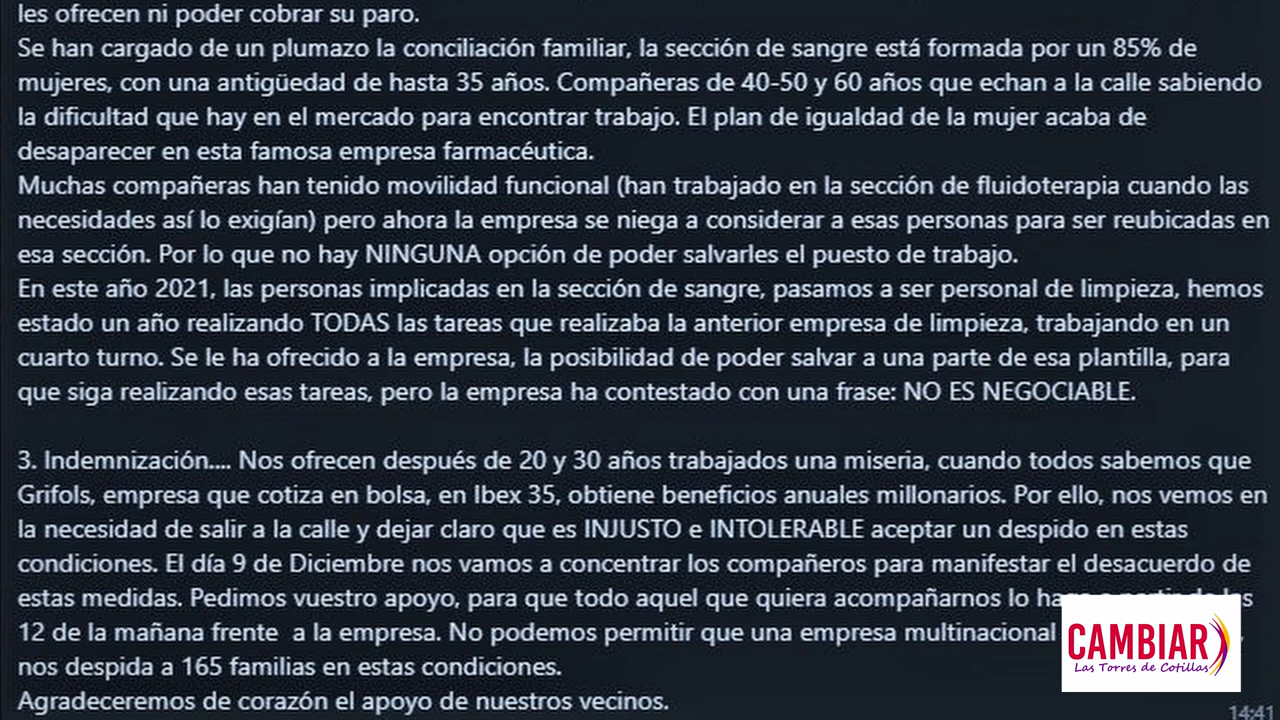 les ofrecen ni poder cobrar su paro.
Se han cargado de un plumazo la conciliación familiar, la sección de sangre está formada por un 85% de
mujeres, con una antigüedad de hasta 35 años. Compañeras de 40-50 y 60 años que echan a la calle sabiendo
la dificultad que hay en el mercado para encontrar trabajo. El plan de igualdad de la mujer acaba de
desaparecer en esta famosa empresa farmacéutica.
Muchas compañeras han tenido movilidad funcional (han trabajado en la sección de fluidoterapia cuando las
necesidades así lo exigían) pero ahora la empresa se niega a considerar a esas personas para ser reubicadas en
esa sección. Por lo que no hay NINGUNA opción de poder salvarles el puesto de trabajo.
En este año 2021, las personas implicadas en la sección de sangre, pasamos a ser personal de limpieza, hemos
estado un año realizando TODAS las tareas que realizaba la anterior empresa de limpieza, trabajando en un
cuarto turno. Se le ha ofrecido a la empresa, la posibilidad de poder salvar a una parte de esa plantilla, para
que siga realizando esas tareas, pero la empresa ha contestado con una frase: NO ES NEGOCIABLE.
3. Indemnización.... Nos ofrecen después de 20 y 30 años trabajados una miseria, cuando todos sabemos que
Grifols, empresa que cotiza en bolsa, en Ibex 35, obtiene beneficios anuales millonarios. Por ello, nos vemos en
la necesidad de salir a la calle y dejar claro que es INJUSTO e INTOLERABLE aceptar un despido en estas
condiciones. El día 9 de Diciembre nos vamos a concentrar los compañeros para manifestar el desacuerdo de
estas medidas. Pedimos vuestro apoyo, para que todo aquel que quiera acompañarnos lo
12 de la mañana frente  a la empresa. No podemos permitir que una empresa multinacional
nos despida a 165 familias en estas condiciones.
Agradeceremos de corazón el apoyo de nuestros vecinos.
14:41
CAMBIAR
Las Torres de Cotillas